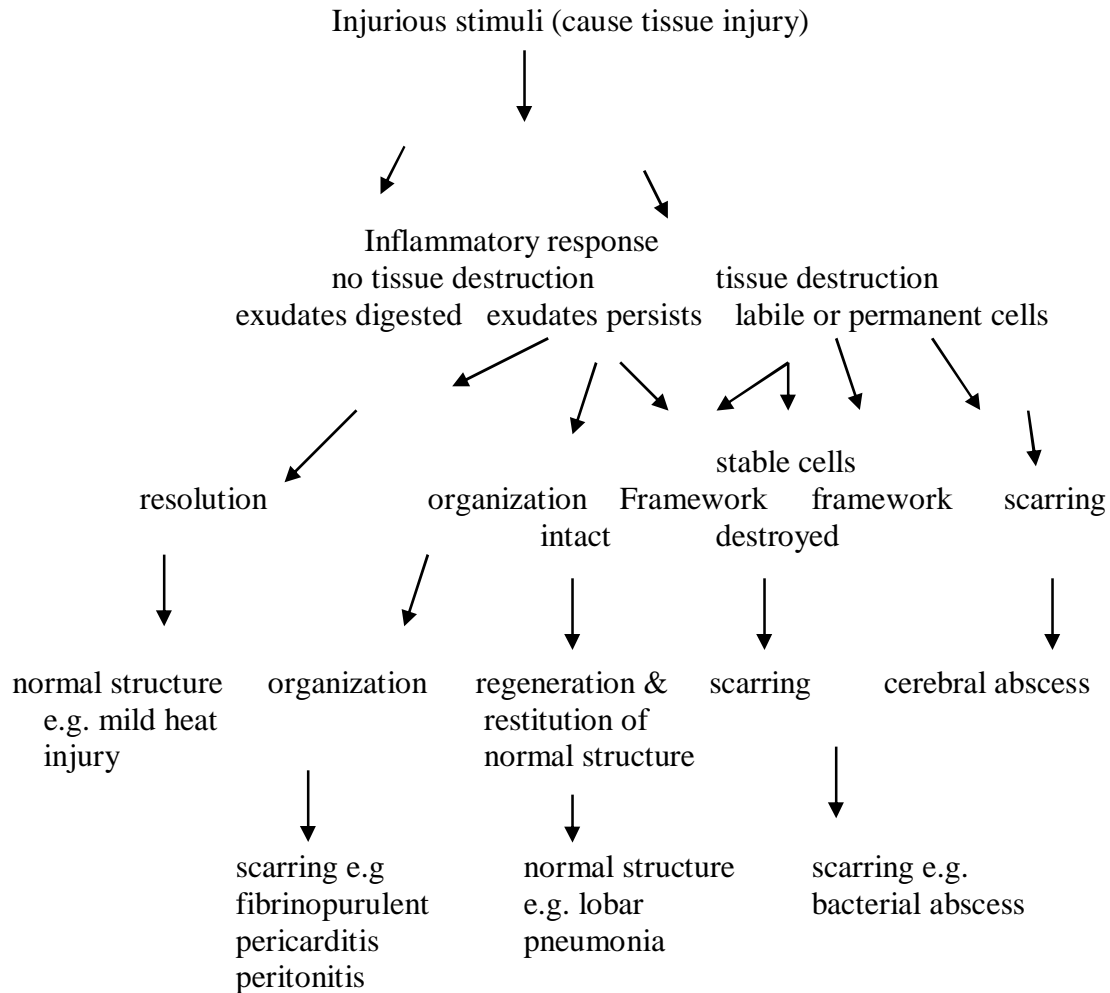 Injurious stimuli (cause tissue injury)
Inflammatory response
no tissue destruction tissue destruction
exudates digested exudates persists labile or permanent cells
stable cells
resolution organization Framework framework scarring
intact destroyed
normal structure organization regeneration & scarring cerebral abscess
e.g. mild heat restitution of
injury normal structure
scarring e.g normal structure scarring e.g.
fibrinopurulent e.g. lobar bacterial abscess
pericarditis pneumonia
peritonitis